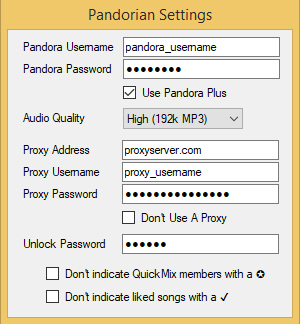 Pandorian Settings
Pandora Username pandora_username
Pandora Password ●●●●●●●●
Use Pandora Plus
Audio Quality High (192k MP3)
Proxy Address proxyserver.com
Proxy Username proxy_username
Proxy Password ●●●●●●●●●●●●●●●
Don't Use A Proxy
Unlock Password ●●●●●●
Don't indicate QuickMix members with a ✪
Don't indicate liked songs with a ✓